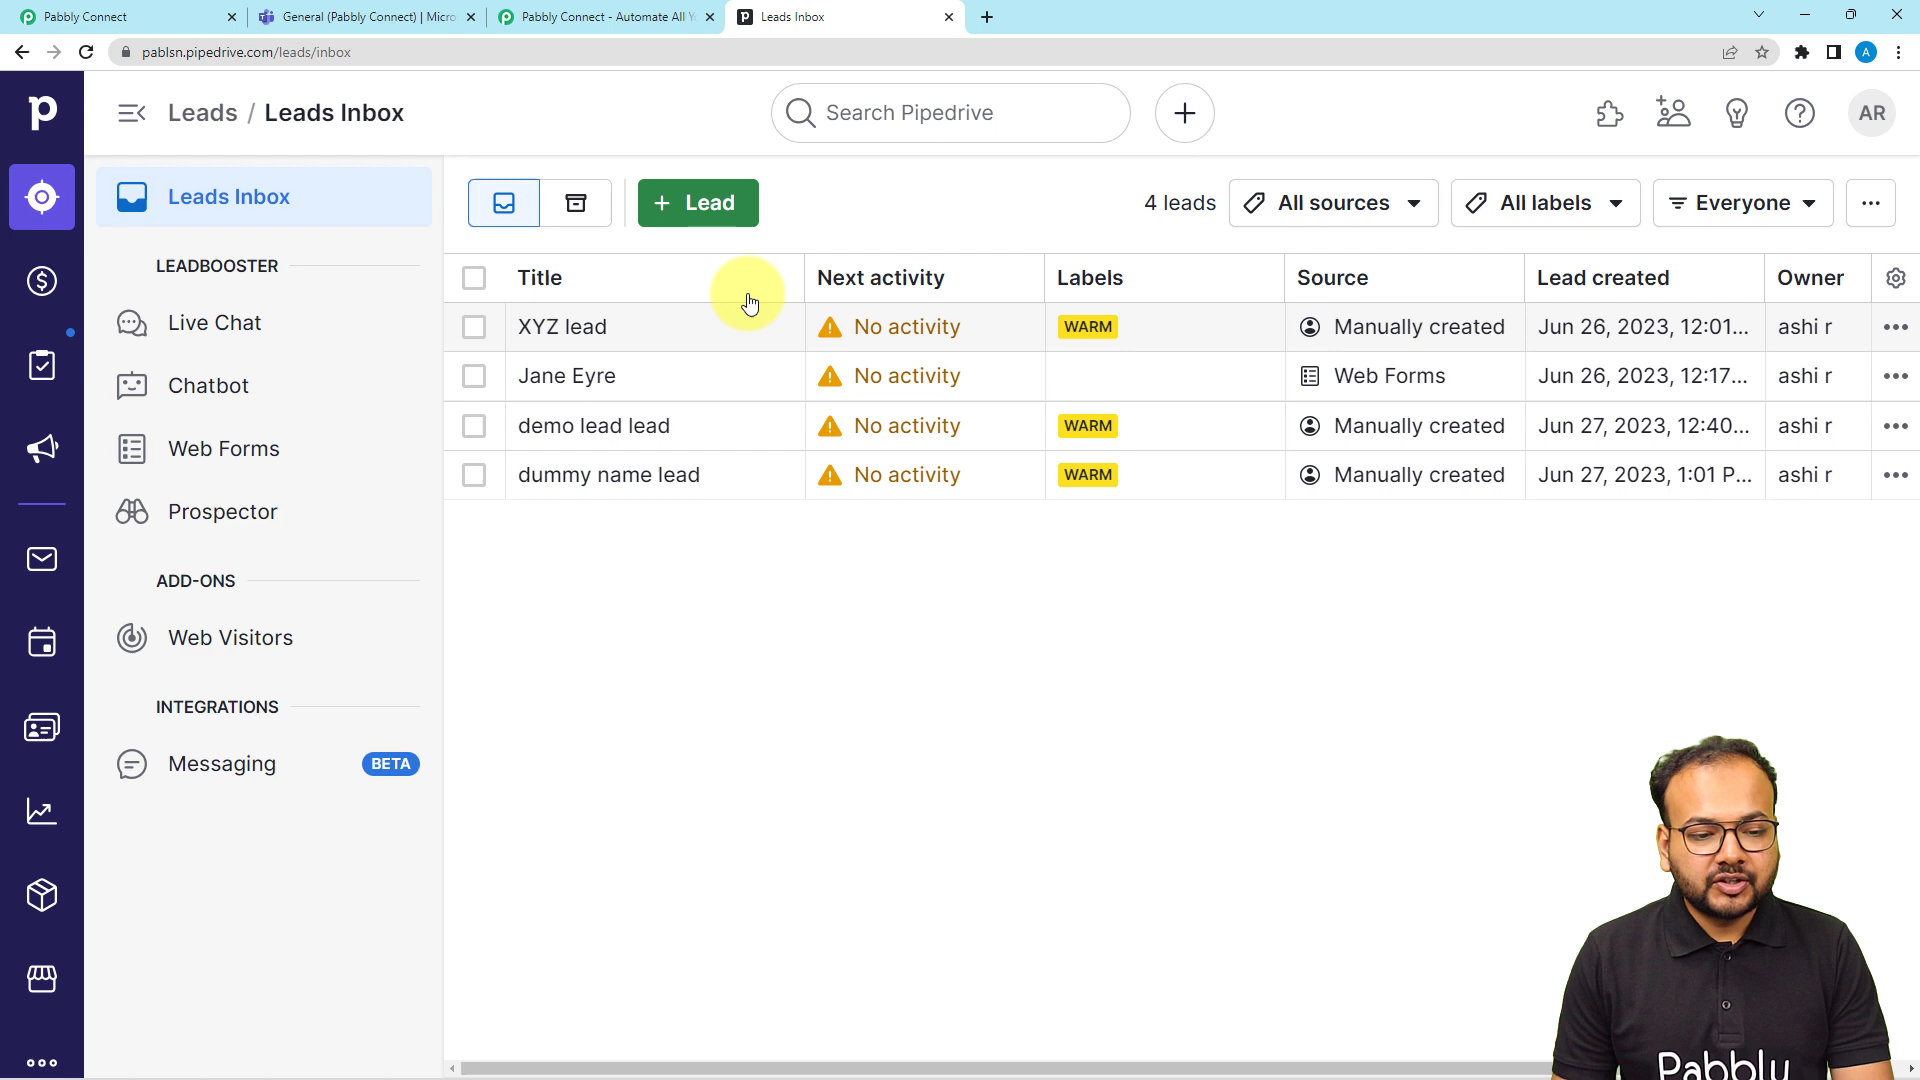 Pabbly Connect
General (Pabbly Connect) | Micro
Pabbly Connect - Automate All Y
Leads Inbox
pablsn.pipedrive.com/leads/inbox
A
p
Leads / Leads Inbox
Search Pipedrive
AR
Leads Inbox
LEADBOOSTER
Live Chat
Chatbot
Web Forms
Prospector
ADD-ONS
Web Visitors
INTEGRATIONS
Messaging BETA
+ Lead
4 leads
All sources
All labels
Everyone
Title Next activity Labels Source Lead created Owner
XYZ lead No activity WARM Manually created Jun 26, 2023, 12:01... ashi r
Jane Eyre No activity Web Forms Jun 26, 2023, 12:17... ashi r
demo lead lead No activity WARM Manually created Jun 27, 2023, 12:40... ashi r
dummy name lead No activity WARM Manually created Jun 27, 2023, 1:01 P... ashi r
Pabbly